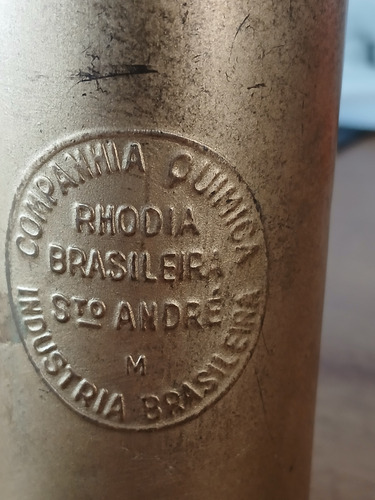 COMPANHIA QUIMICA
RHODIA
BRASILEIRA
STO ANDRÉ
M
INDUSTRIA BRASILEIRA